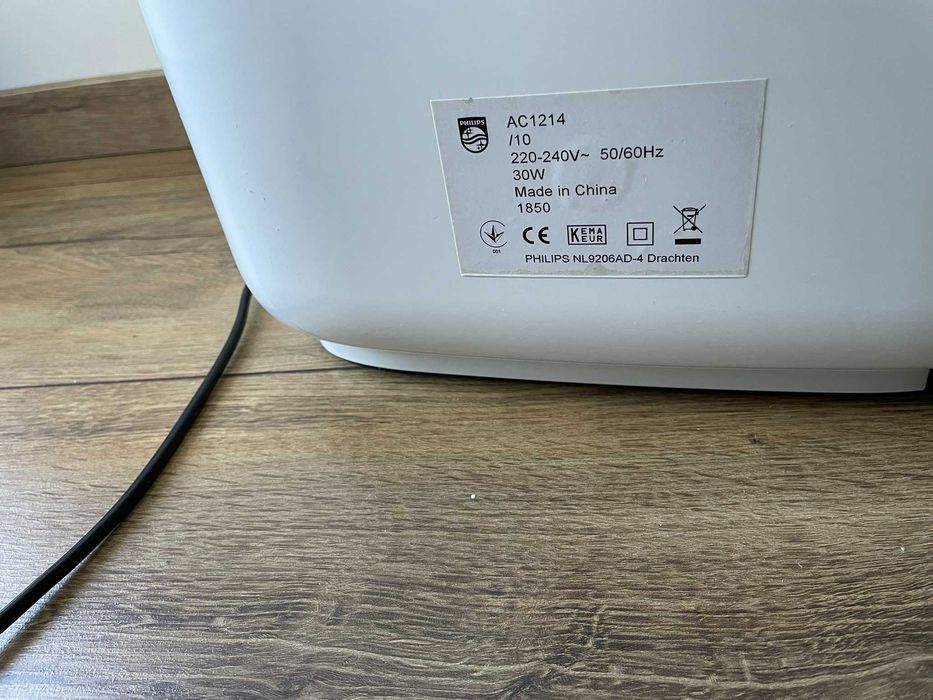 PHILIPS
AC1214
/10
220-240V~ 50/60Hz
30W
Made in China
1850
001
CE
KEMA
KEUR
PHILIPS NL9206AD-4 Drachten